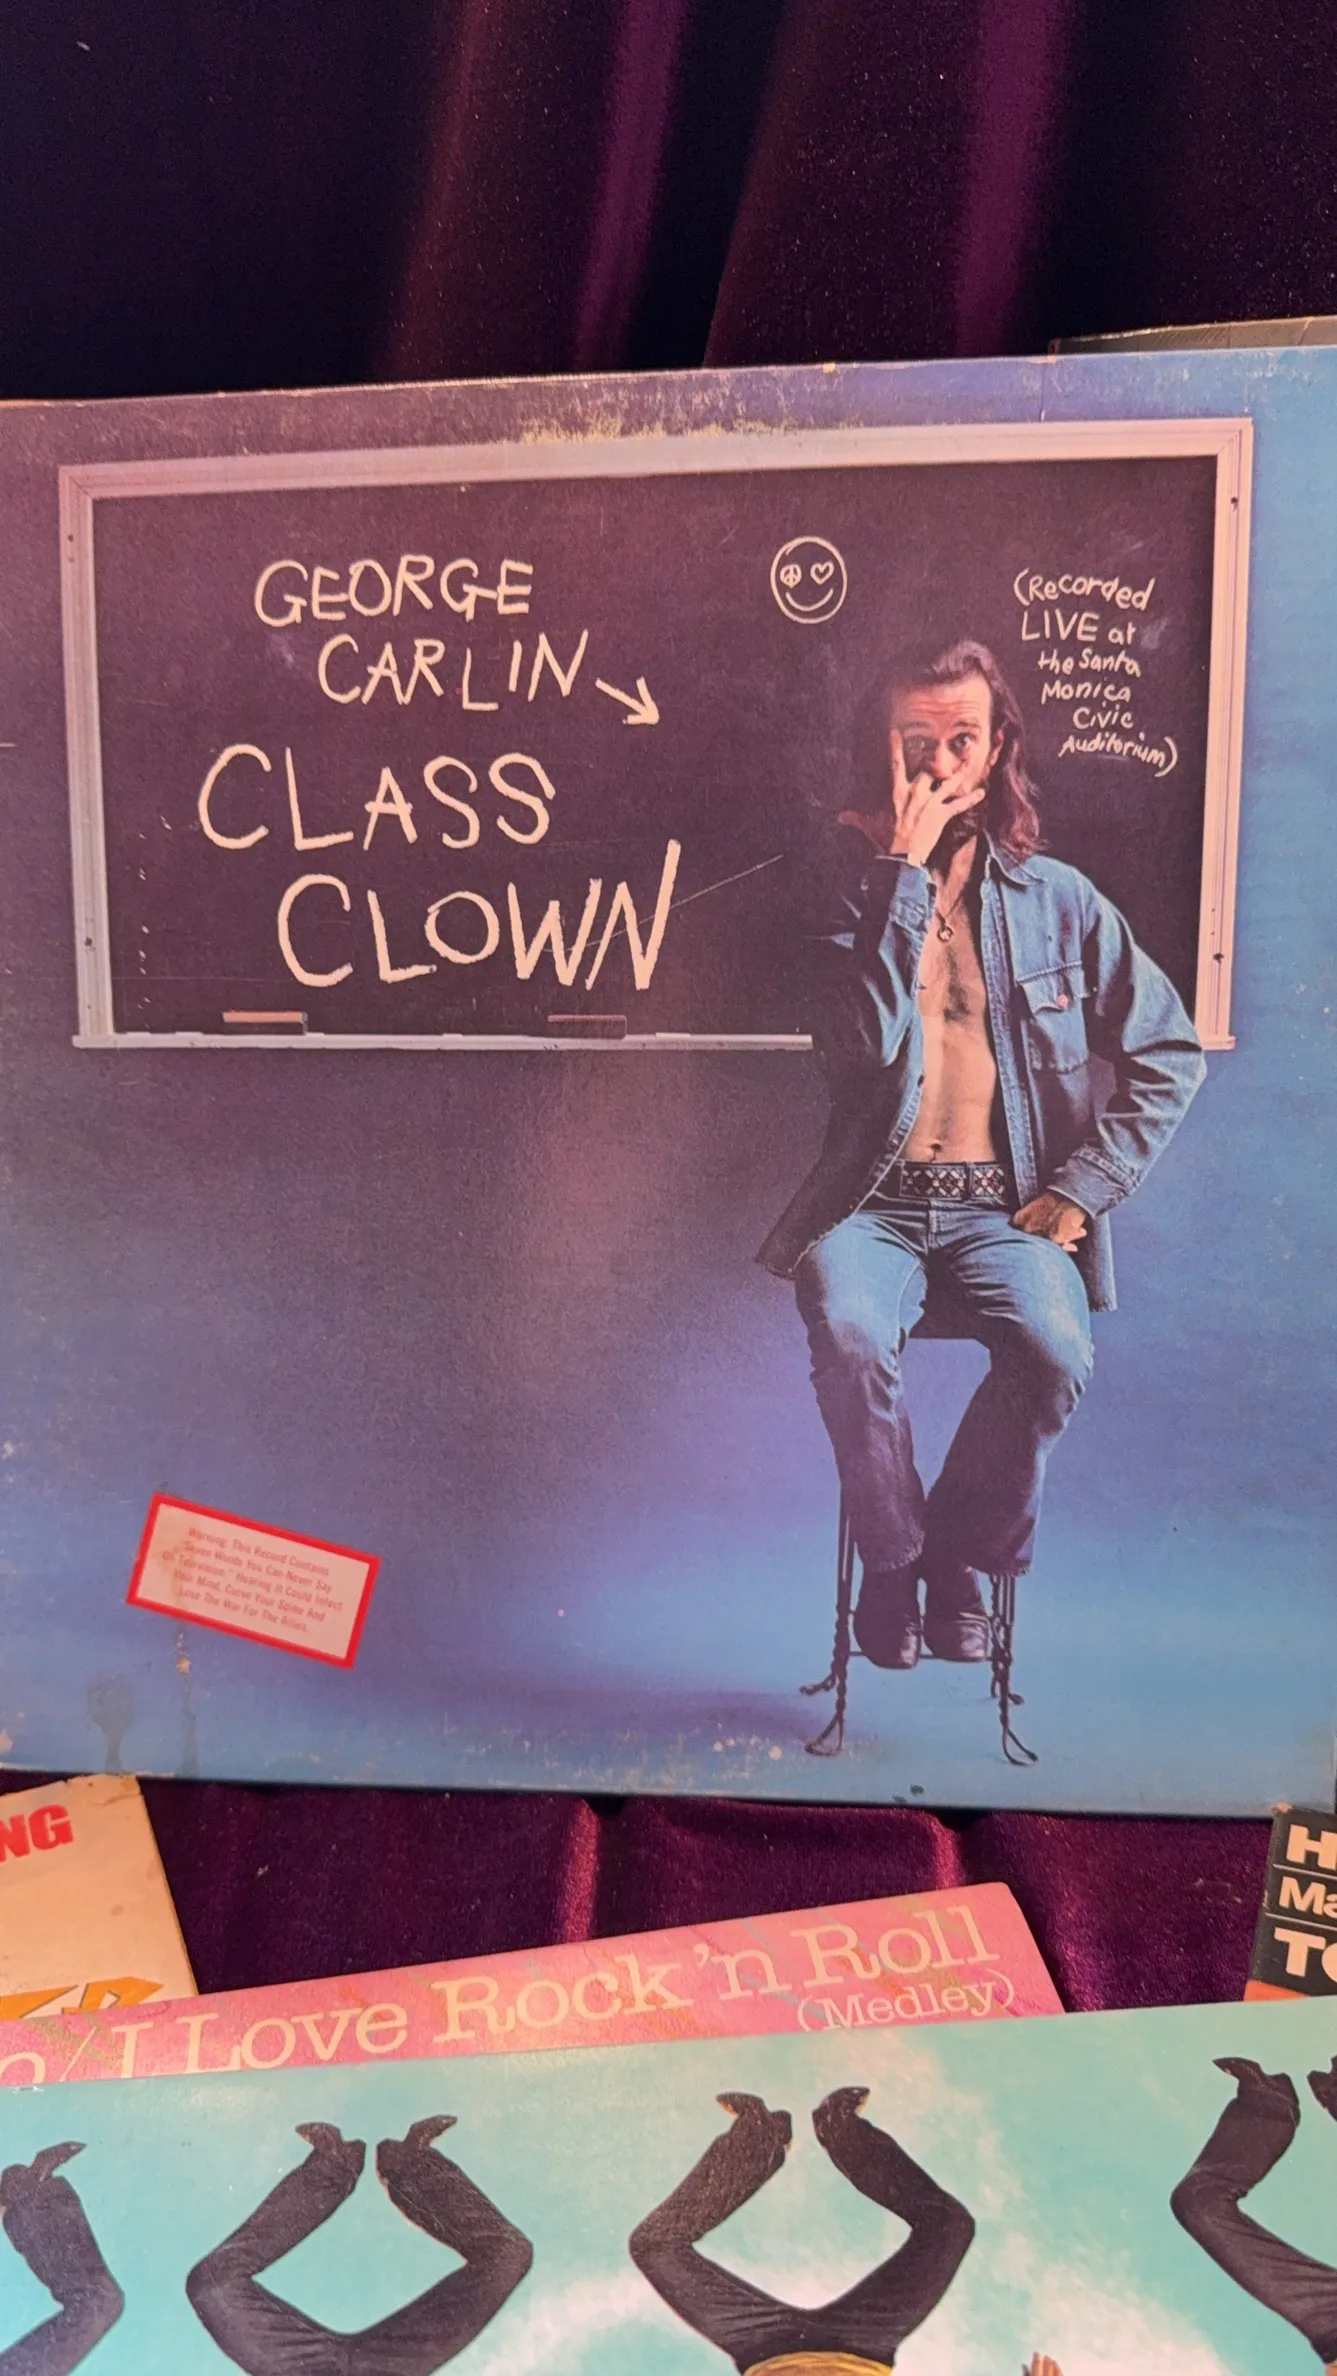 GEORGE
CARLIN
CLASS
CLOWN
(Recorded
LIVE at
the Santa
Monica
Civic
Auditorium)
Warning: This Record Contains
"Seven Words You Can Never Say
On Television." Hearing It Could Infect
Your Mind, Curve Your Spine And
Lose The War For The Allies.
NG
I Love Rock 'n Roll
(Medley)
H
Ma
TO